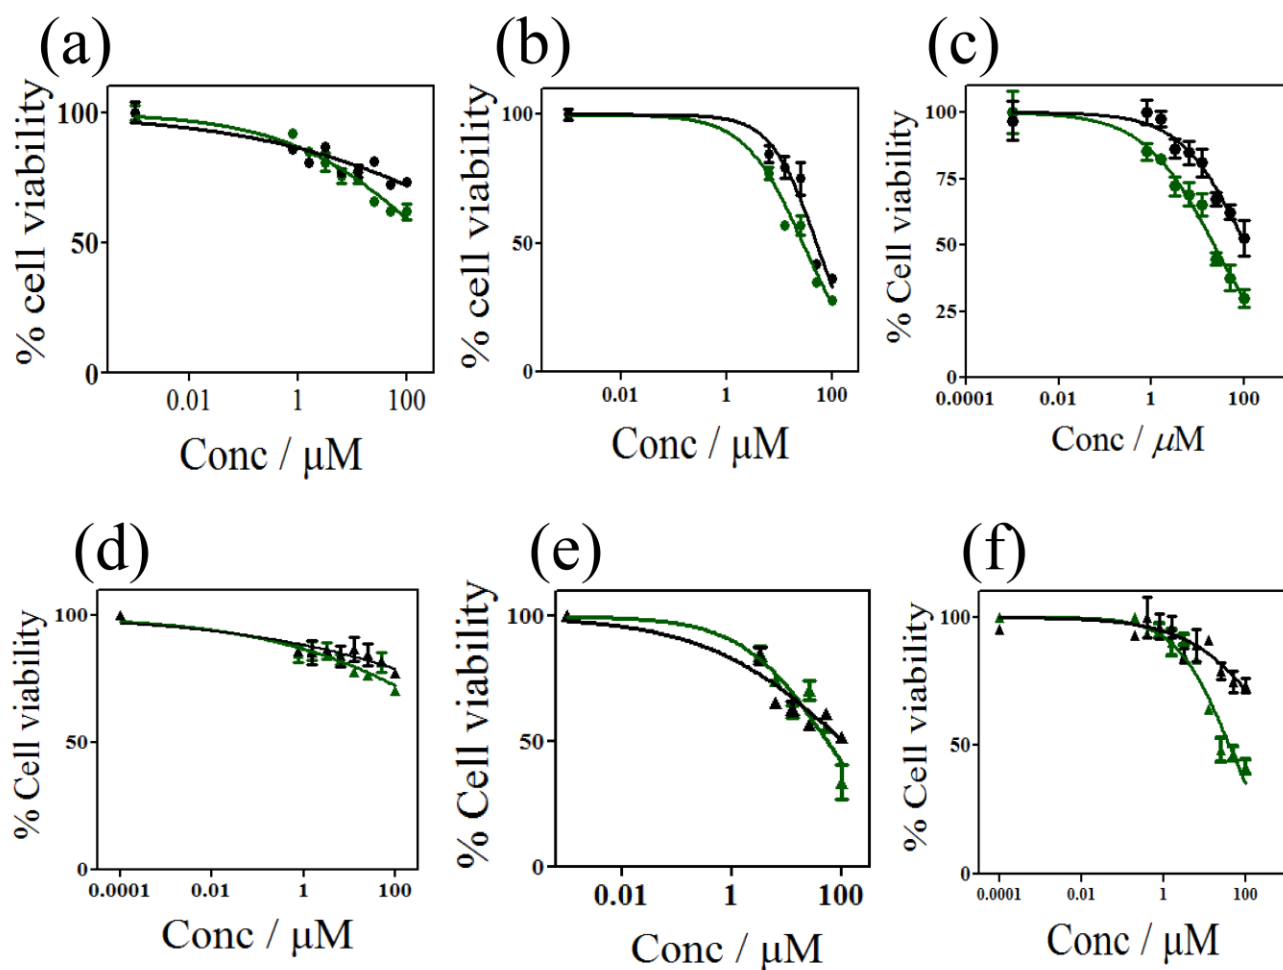 (a)
% cell viability
100
50
0
0.01 1 100
Conc / μM
(b)
% cell viability
100
50
0
0.01 1 100
Conc / μM
(c)
% Cell viability
100
75
50
25
0
0.0001 0.01 1 100
Conc / μM
(d)
% Cell viability
100
50
0
0.0001 0.01 1 100
Conc / μM
(e)
% Cell viability
100
50
0
0.01 1 100
Conc / μM
(f)
% Cell viability
100
50
0
0.0001 0.01 1 100
Conc / μM